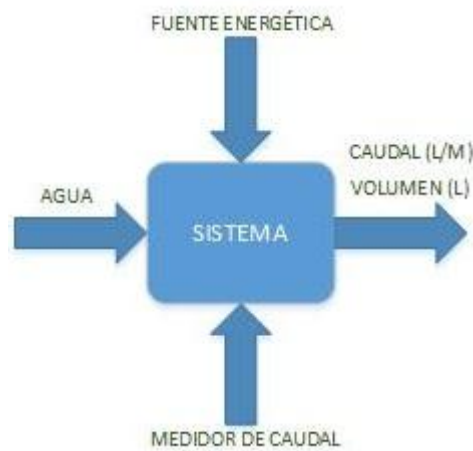 FUENTE ENERGÉTICA
CAUDAL (L/M)
VOLUMEN (L)
AGUA
SISTEMA
MEDIDOR DE CAUDAL